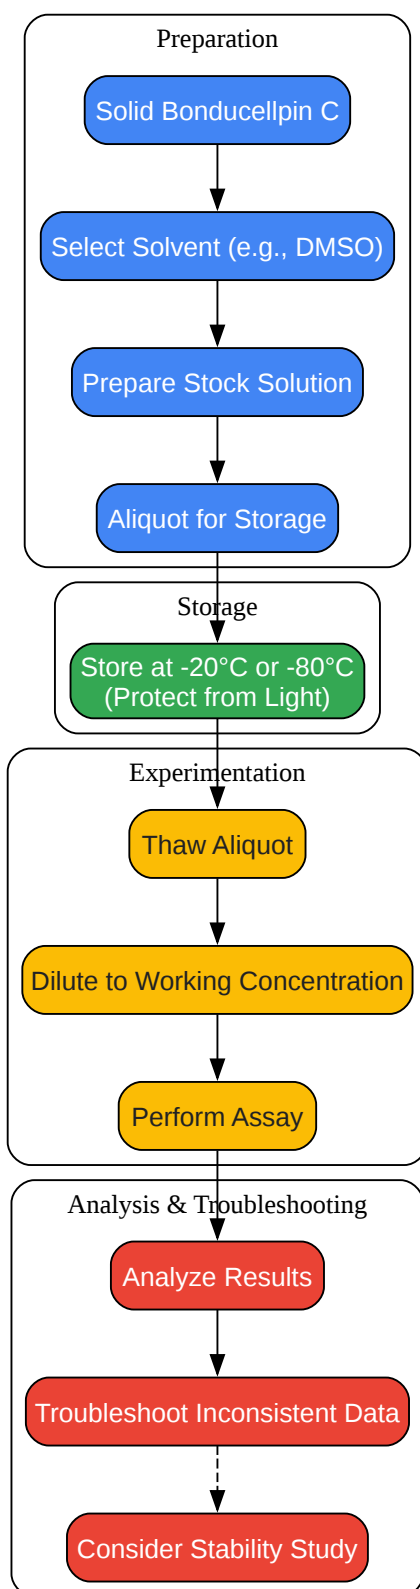 Preparation
Solid Bonducellpin C
Select Solvent (e.g., DMSO)
Prepare Stock Solution
Aliquot for Storage
Storage
Store at -20°C or -80°C
(Protect from Light)
Experimentation
Thaw Aliquot
Dilute to Working Concentration
Perform Assay
Analysis & Troubleshooting
Analyze Results
Troubleshoot Inconsistent Data
Consider Stability Study